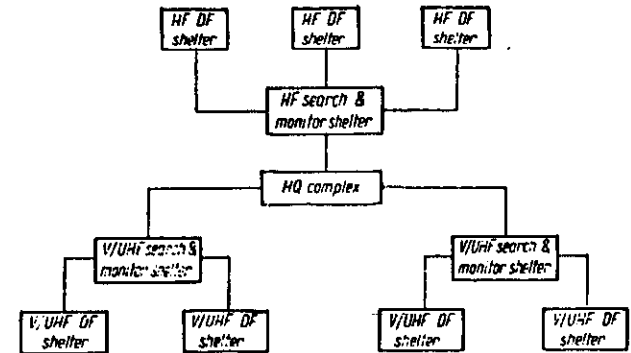 HF DF
shelter
HF DF
shelter
HF DF
shelter
HF search &
monitor shelter
HQ complex
V/UHF search &
monitor shelter
V/UHF search &
monitor shelter
V/UHF DF
shelter
V/UHF DF
shelter
V/UHF DF
shelter
V/UHF DF
shelter